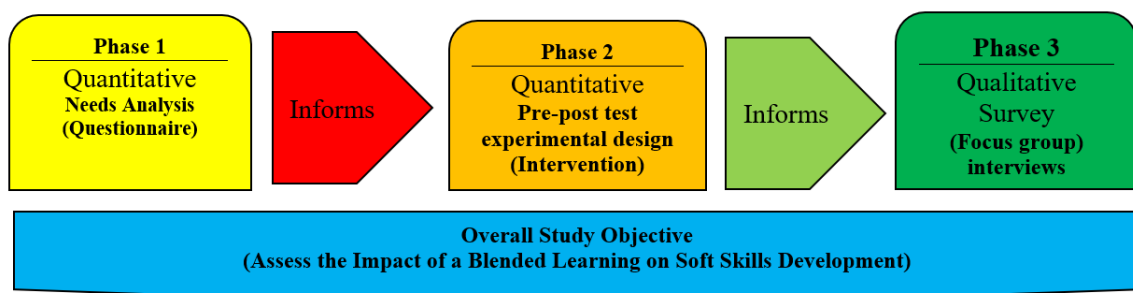 Phase 1
Quantitative
Needs Analysis
(Questionnaire)
Informs
Phase 2
Quantitative
Pre-post test
experimental design
(Intervention)
Informs
Phase 3
Qualitative
Survey
(Focus group)
interviews
Overall Study Objective
(Assess the Impact of a Blended Learning on Soft Skills Development)